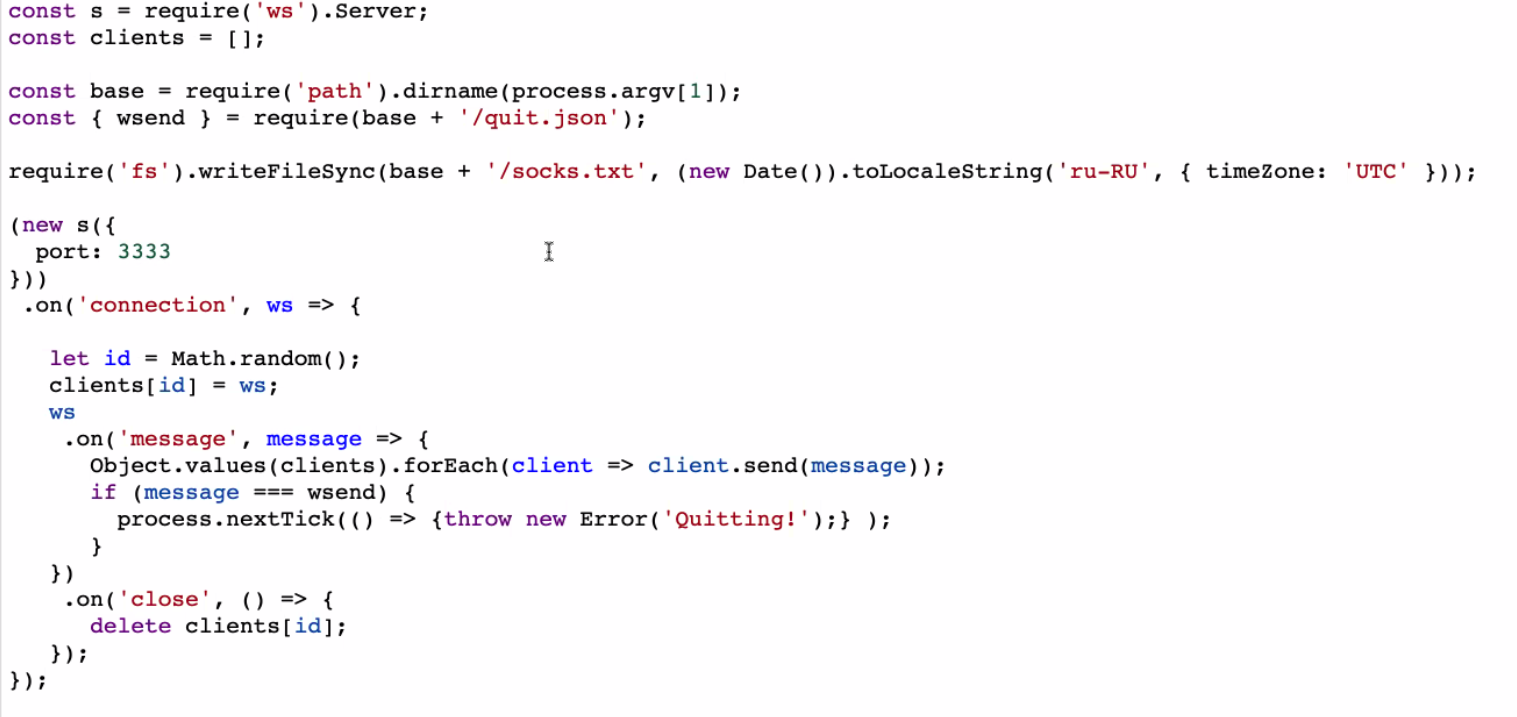 const s = require('ws').Server;
const clients = [];
const base = require('path').dirname(process.argv[1]);
const { wsend } = require(base + '/quit.json');
require('fs').writeFileSync(base + '/socks.txt', (new Date()).toLocaleString('ru-RU', { timeZone: 'UTC' }));
(new s({
  port: 3333
}))
 .on('connection', ws => {
   let id = Math.random();
   clients[id] = ws;
   ws
    .on('message', message => {
      Object.values(clients).forEach(client => client.send(message));
      if (message === wsend) {
        process.nextTick(() => {throw new Error('Quitting!');} );
      }
   })
    .on('close', () => {
      delete clients[id];
   });
});